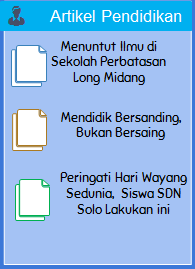 Artikel Pendidikan
Menuntut Ilmu di
Sekolah Perbatasan
Long Midang
Mendidik Bersanding,
Bukan Bersaing
Peringati Hari Wayang
Sedunia, Siswa SDN
Solo Lakukan ini